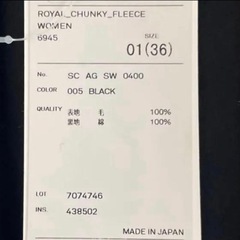 ROYAL_CHUNKY_FLEECE
WOMEN
6945
SIZE
01(36)
No. SC AG SW 0400
COLOR 005 BLACK
QUALITY 表地 毛 100%
裏地 綿 100%
MADE IN JAPAN
LOT 7074746
INS. 438502